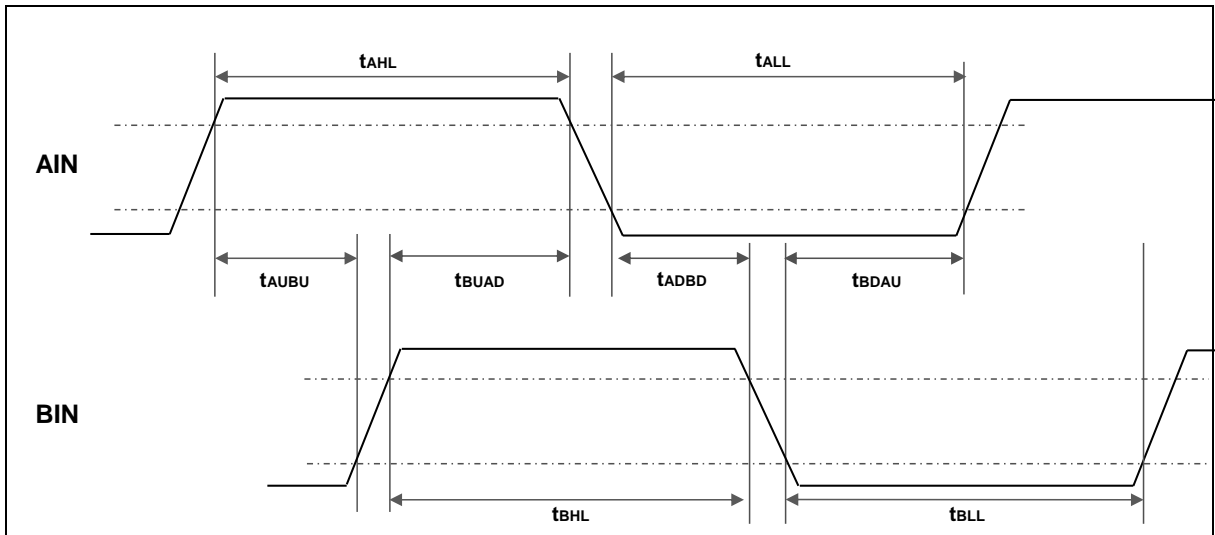 tAHL
tALL
AIN
tAUBU
tBUAD
tADBD
tBDAU
BIN
tBHL
tBLL